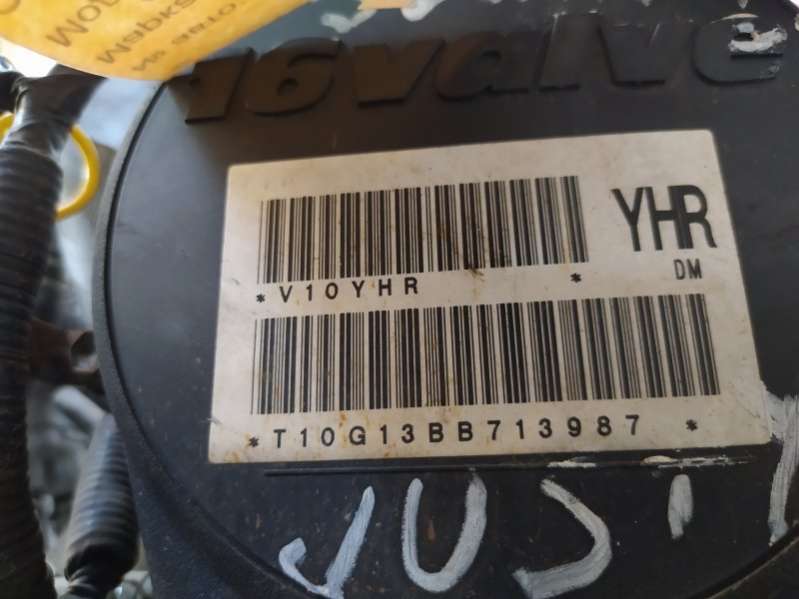 16valve
YHR
*V10YHR *
DM
*T10G13BB713987 *